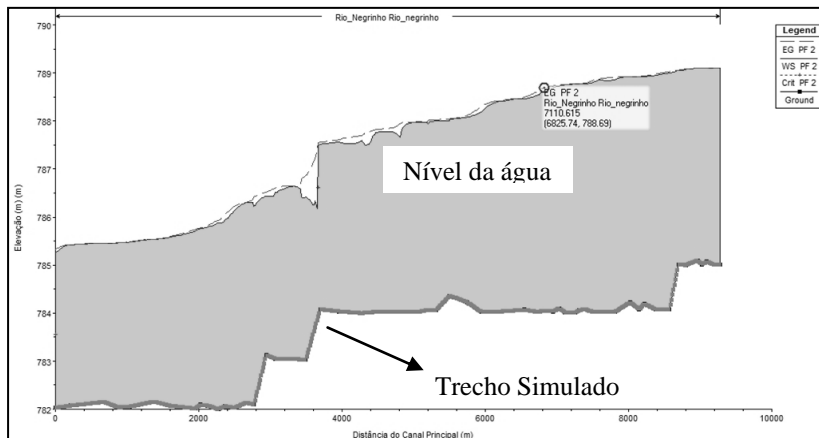 Rio_Negrinho Rio_negrinho
790
789
788
787
786
785
784
783
782
Elevação (m) (m)
Legend
EG PF 2
WS PF 2
Crit PF 2
Ground
EG PF 2
Rio_Negrinho Rio_negrinho
7110.615
(6825.74, 788.69)
Nível da água
Trecho Simulado
0
2000
4000
6000
8000
10000
Distância do Canal Principal (m)